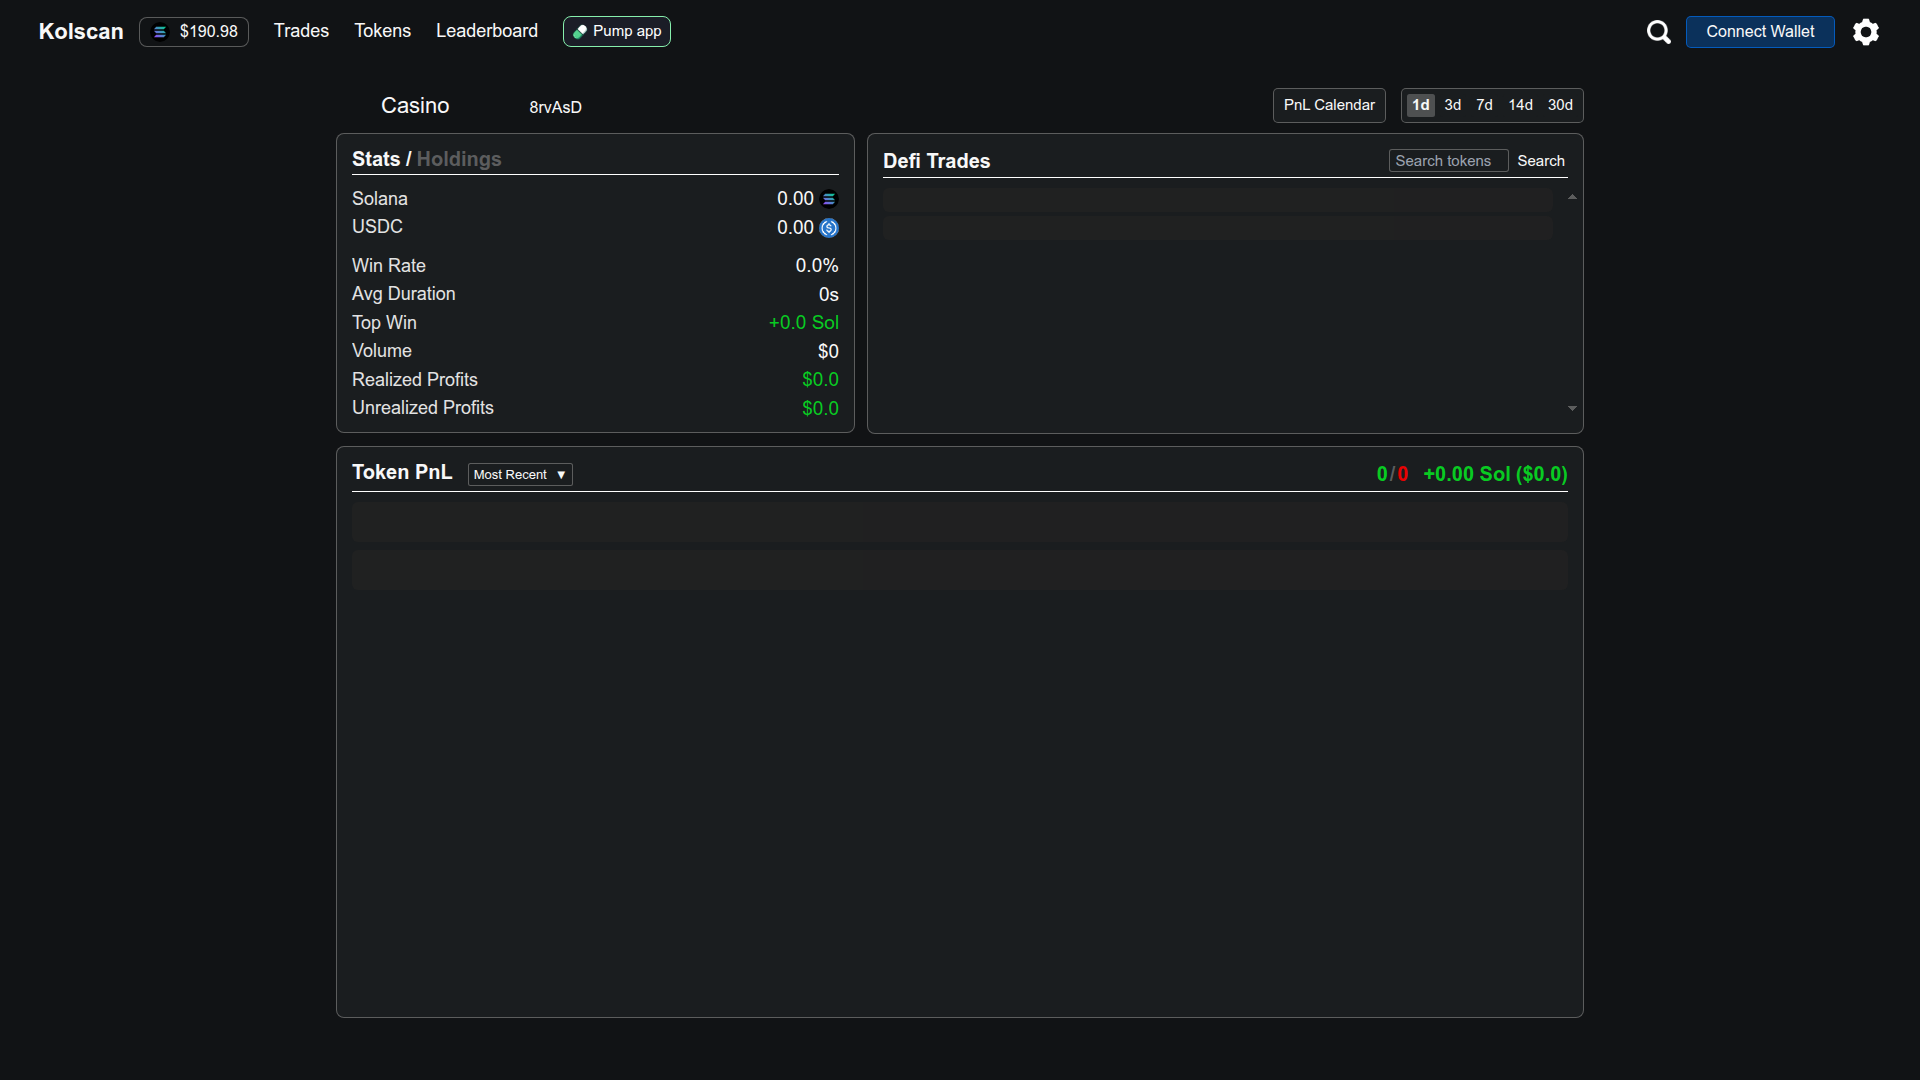 Kolscan $190.98 Trades Tokens Leaderboard Pump app Connect Wallet
Casino 8rvAsD PnL Calendar 1d 3d 7d 14d 30d
Stats / Holdings
Solana 0.00
USDC 0.00
Win Rate 0.0%
Avg Duration 0s
Top Win +0.0 Sol
Volume $0
Realized Profits $0.0
Unrealized Profits $0.0
Defi Trades Search tokens Search
Token PnL Most Recent ▼ 0/0 +0.00 Sol ($0.0)